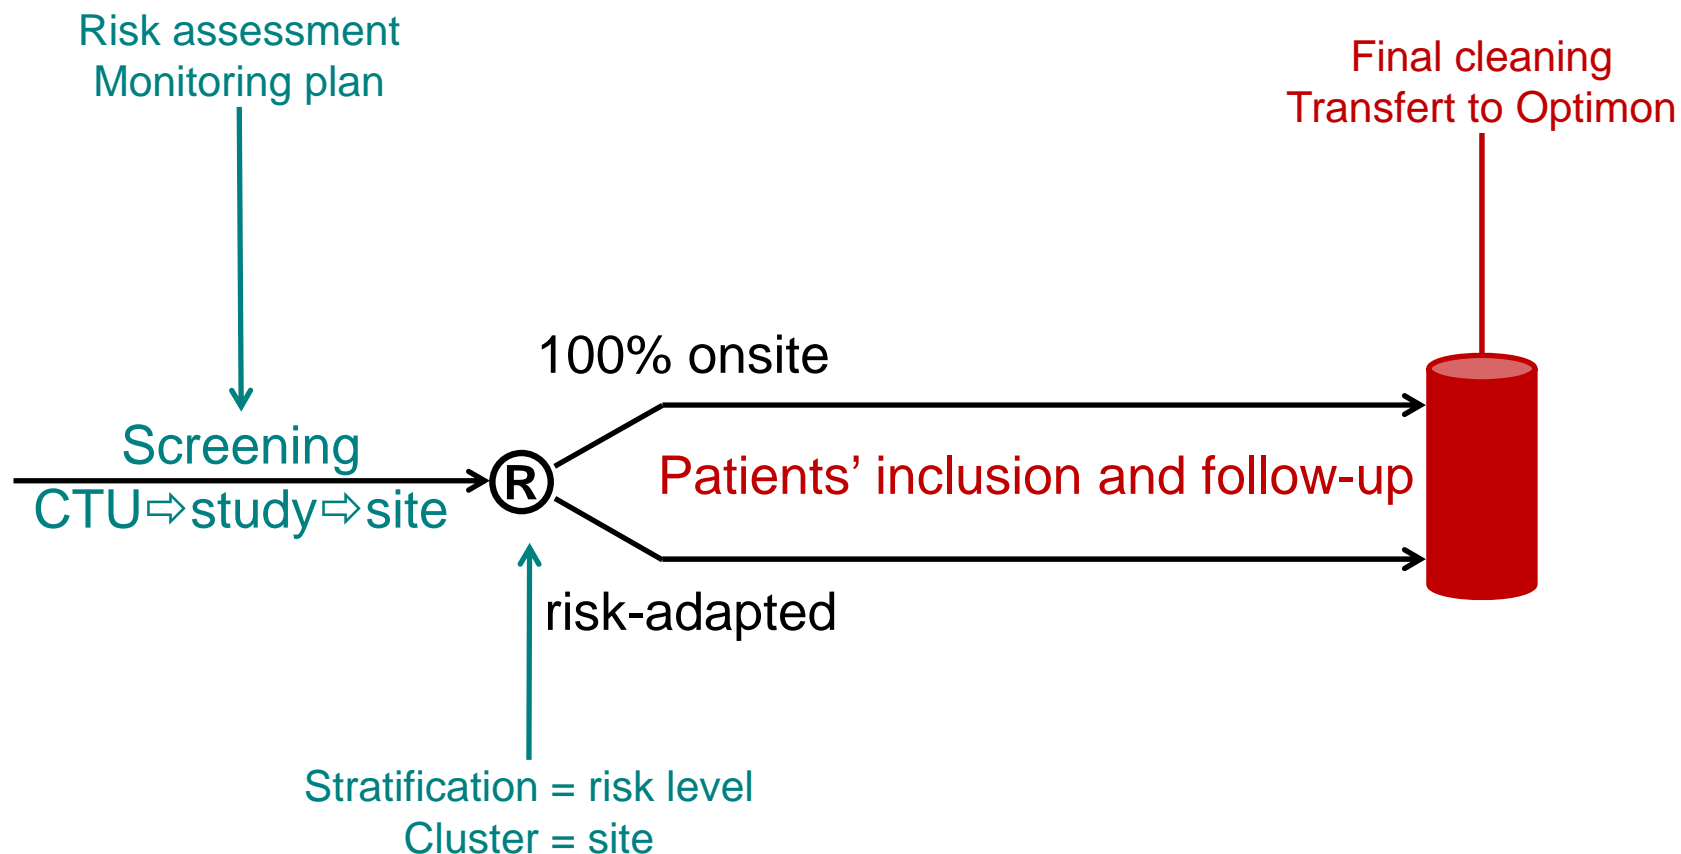 Risk assessment
Monitoring plan
Final cleaning
Transfert to Optimon
100% onsite
Screening
CTU⇨study⇨site
R
Patients’ inclusion and follow-up
risk-adapted
Stratification = risk level
Cluster = site